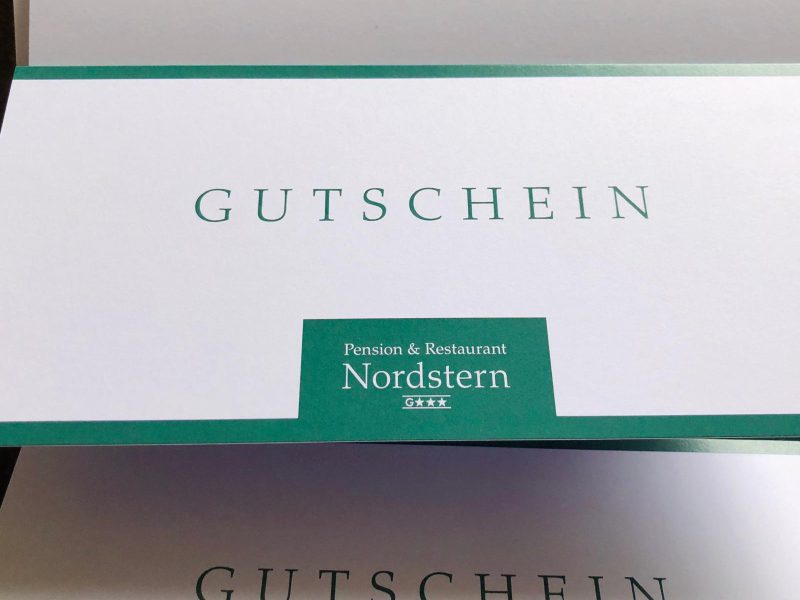 GUTSCHEIN
Pension & Restaurant
Nordstern
G★★★
GUTSCHEIN